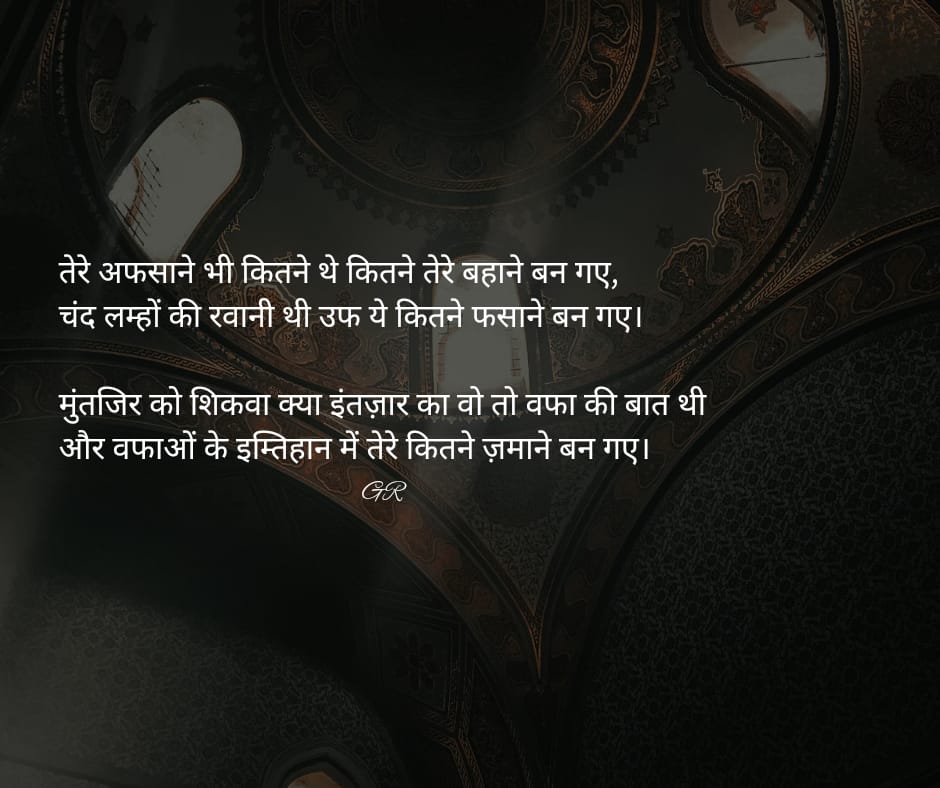 तेरे अफसाने भी कितने थे कितने तेरे बहाने बन गए,
चंद लम्हों की रवानी थी उफ ये कितने फसाने बन गए।
मुंतजिर को शिकवा क्या इंतज़ार का वो तो वफा की बात थी
और वफाओं के इम्तिहान में तेरे कितने ज़माने बन गए।
GR